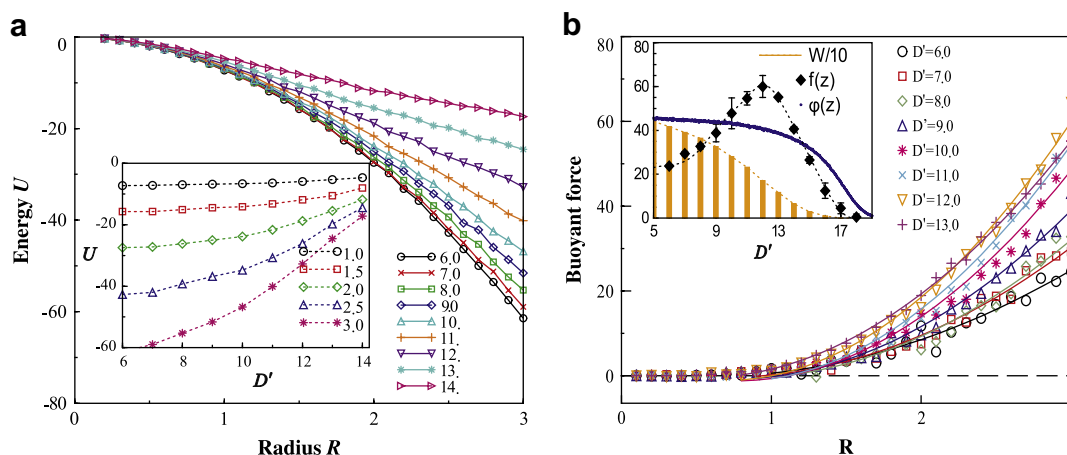 a
Energy U
0
-20
-40
-60
-80
0
1
2
3
Radius R
0
-20
-40
-60
U
6
8
10
12
14
D'
1.0
1.5
2.0
2.5
3.0
6.0
7.0
8.0
9.0
10.
11.
12.
13.
14.
b
Buoyant force
80
60
40
20
0
0
1
2
R
80
60
40
20
0
5
9
13
17
D'
W/10
f(z)
φ(z)
D'=6,0
D'=7,0
D'=8,0
D'=9,0
D'=10,0
D'=11,0
D'=12,0
D'=13,0